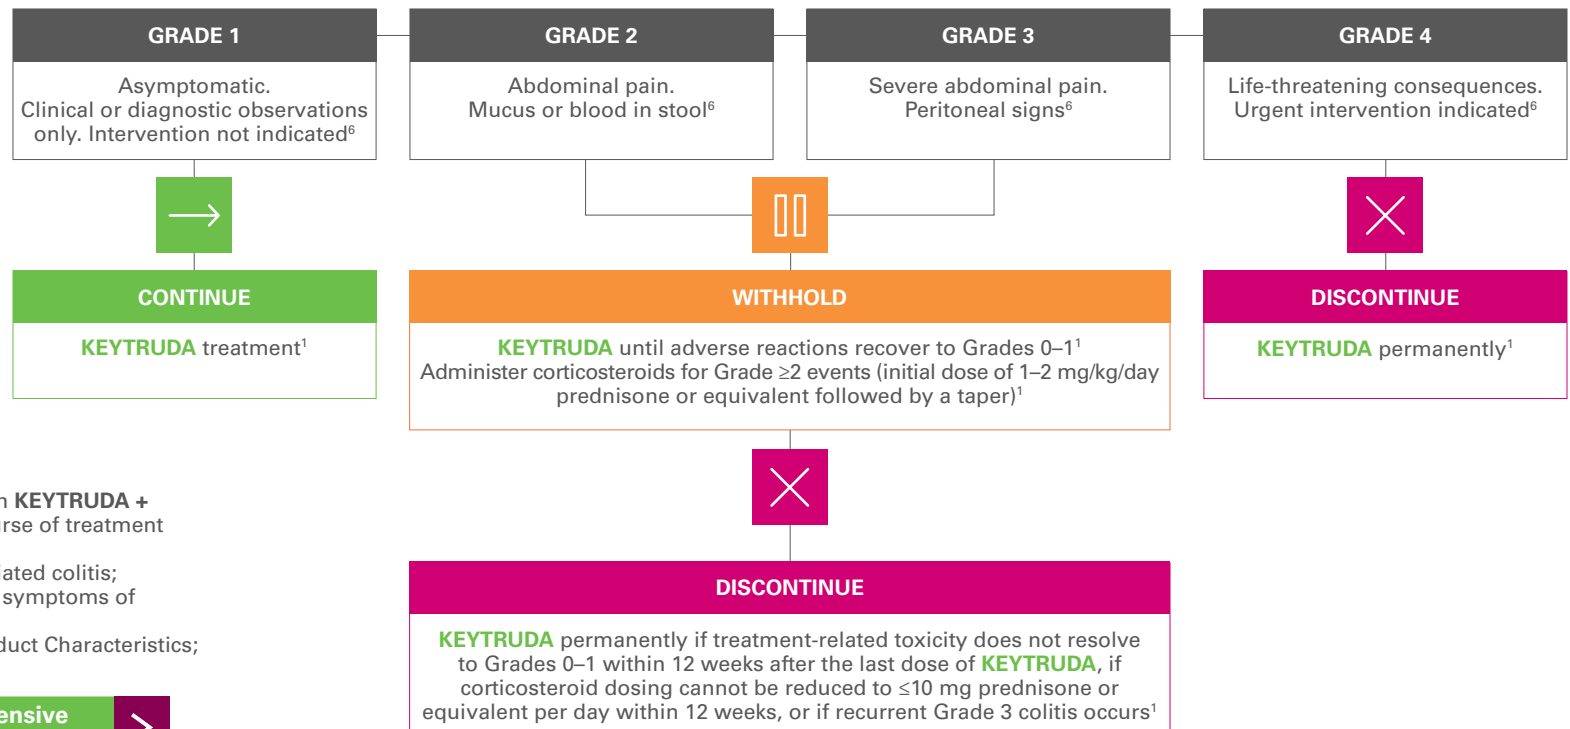 GRADE 1
Asymptomatic.
Clinical or diagnostic observations
only. Intervention not indicated⁶
GRADE 2
Abdominal pain.
Mucus or blood in stool⁶
GRADE 3
Severe abdominal pain.
Peritoneal signs⁶
GRADE 4
Life-threatening consequences.
Urgent intervention indicated⁶
CONTINUE
KEYTRUDA treatment¹
WITHHOLD
KEYTRUDA until adverse reactions recover to Grades 0–1¹
Administer corticosteroids for Grade ≥2 events (initial dose of 1–2 mg/kg/day
prednisone or equivalent followed by a taper)¹
DISCONTINUE
KEYTRUDA permanently¹
DISCONTINUE
KEYTRUDA permanently if treatment-related toxicity does not resolve
to Grades 0–1 within 12 weeks after the last dose of KEYTRUDA, if
corticosteroid dosing cannot be reduced to ≤10 mg prednisone or
equivalent per day within 12 weeks, or if recurrent Grade 3 colitis occurs¹
KEYTRUDA +
of treatment
colitis;
symptoms of
Characteristics;